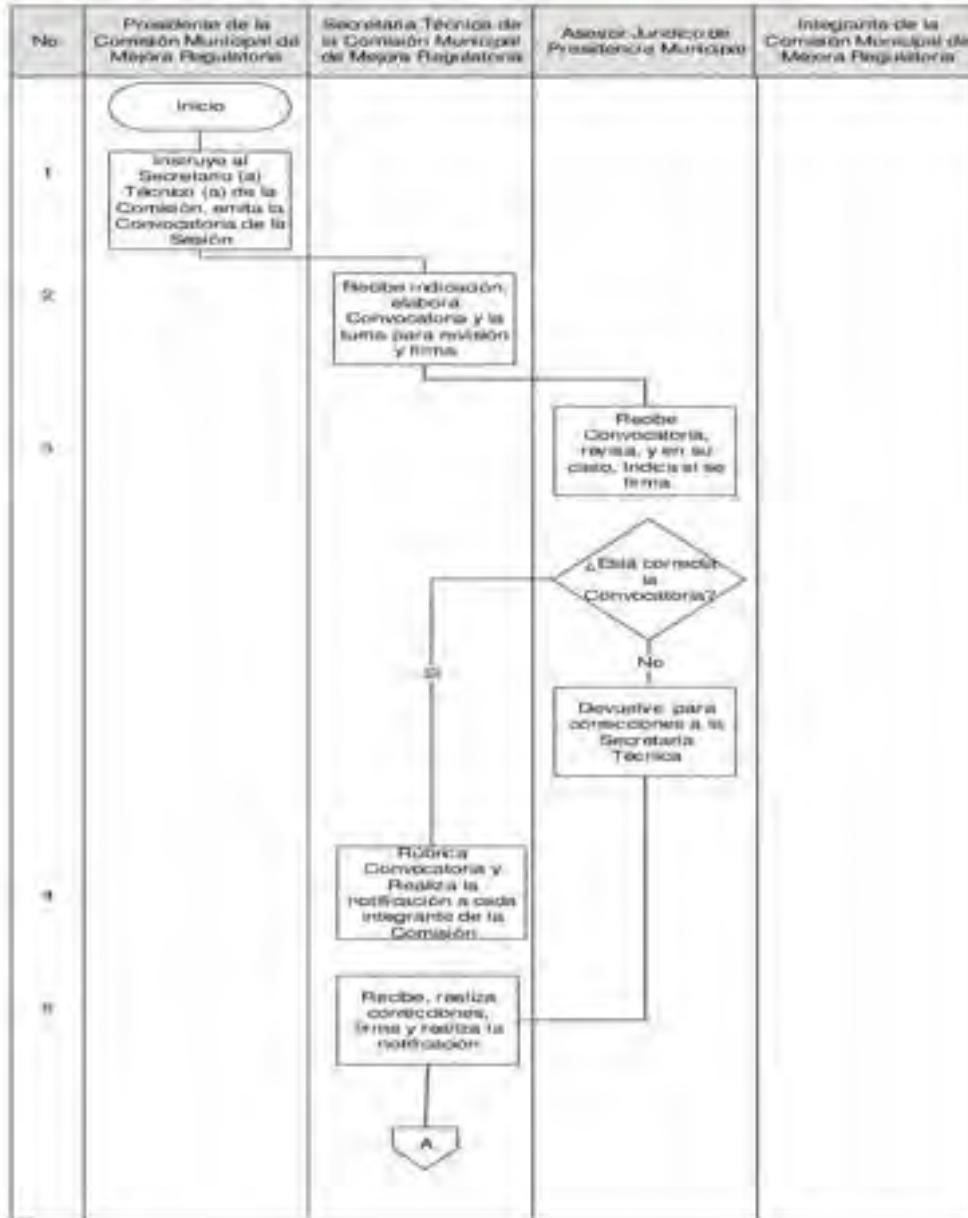 No.
Presidente de la
Comisión Municipal de
Mejora Regulatoria
Secretaria Técnica de
la Comisión Municipal
de Mejora Regulatoria
Asesor Jurídico de
Presidencia Municipal
Integrante de la
Comisión Municipal de
Mejora Regulatoria
Inicio
1
Instruye al
Secretario (a)
Técnico (a) de la
Comisión, emita la
Convocatoria de la
Sesión
2
Recibe indicación,
elabora
Convocatoria y la
turna para revisión
y firma
3
Recibe
Convocatoria,
revisa, y en su
caso, indica si se
firma
¿Está correcta
la
Convocatoria?
Si
No
Devuelve para
correcciones a la
Secretaría
Técnica
4
Rúbrica
Convocatoria y
Realiza la
notificación a cada
integrante de la
Comisión
5
Recibe, realiza
correcciones,
firma y realiza la
notificación
A